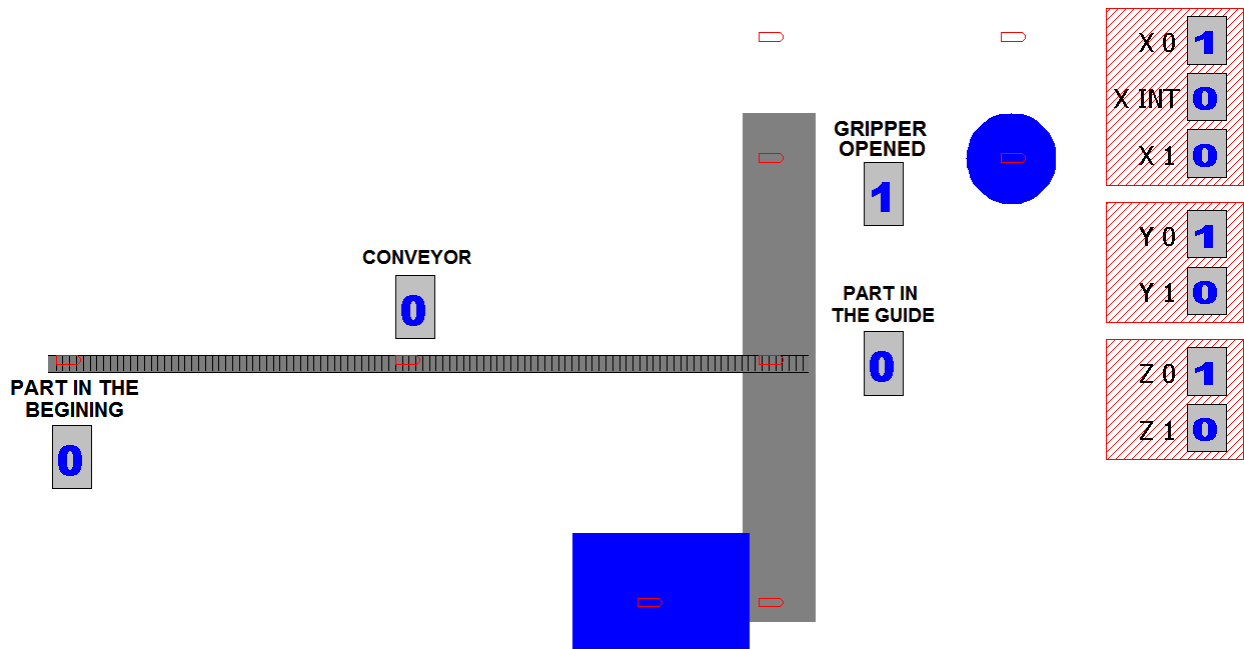 X 0 1
GRIPPER
OPENED
1
X INT 0
X 1 0
Y 0 1
Y 1 0
CONVEYOR
0
PART IN
THE GUIDE
0
Z 0 1
Z 1 0
PART IN THE
BEGINING
0